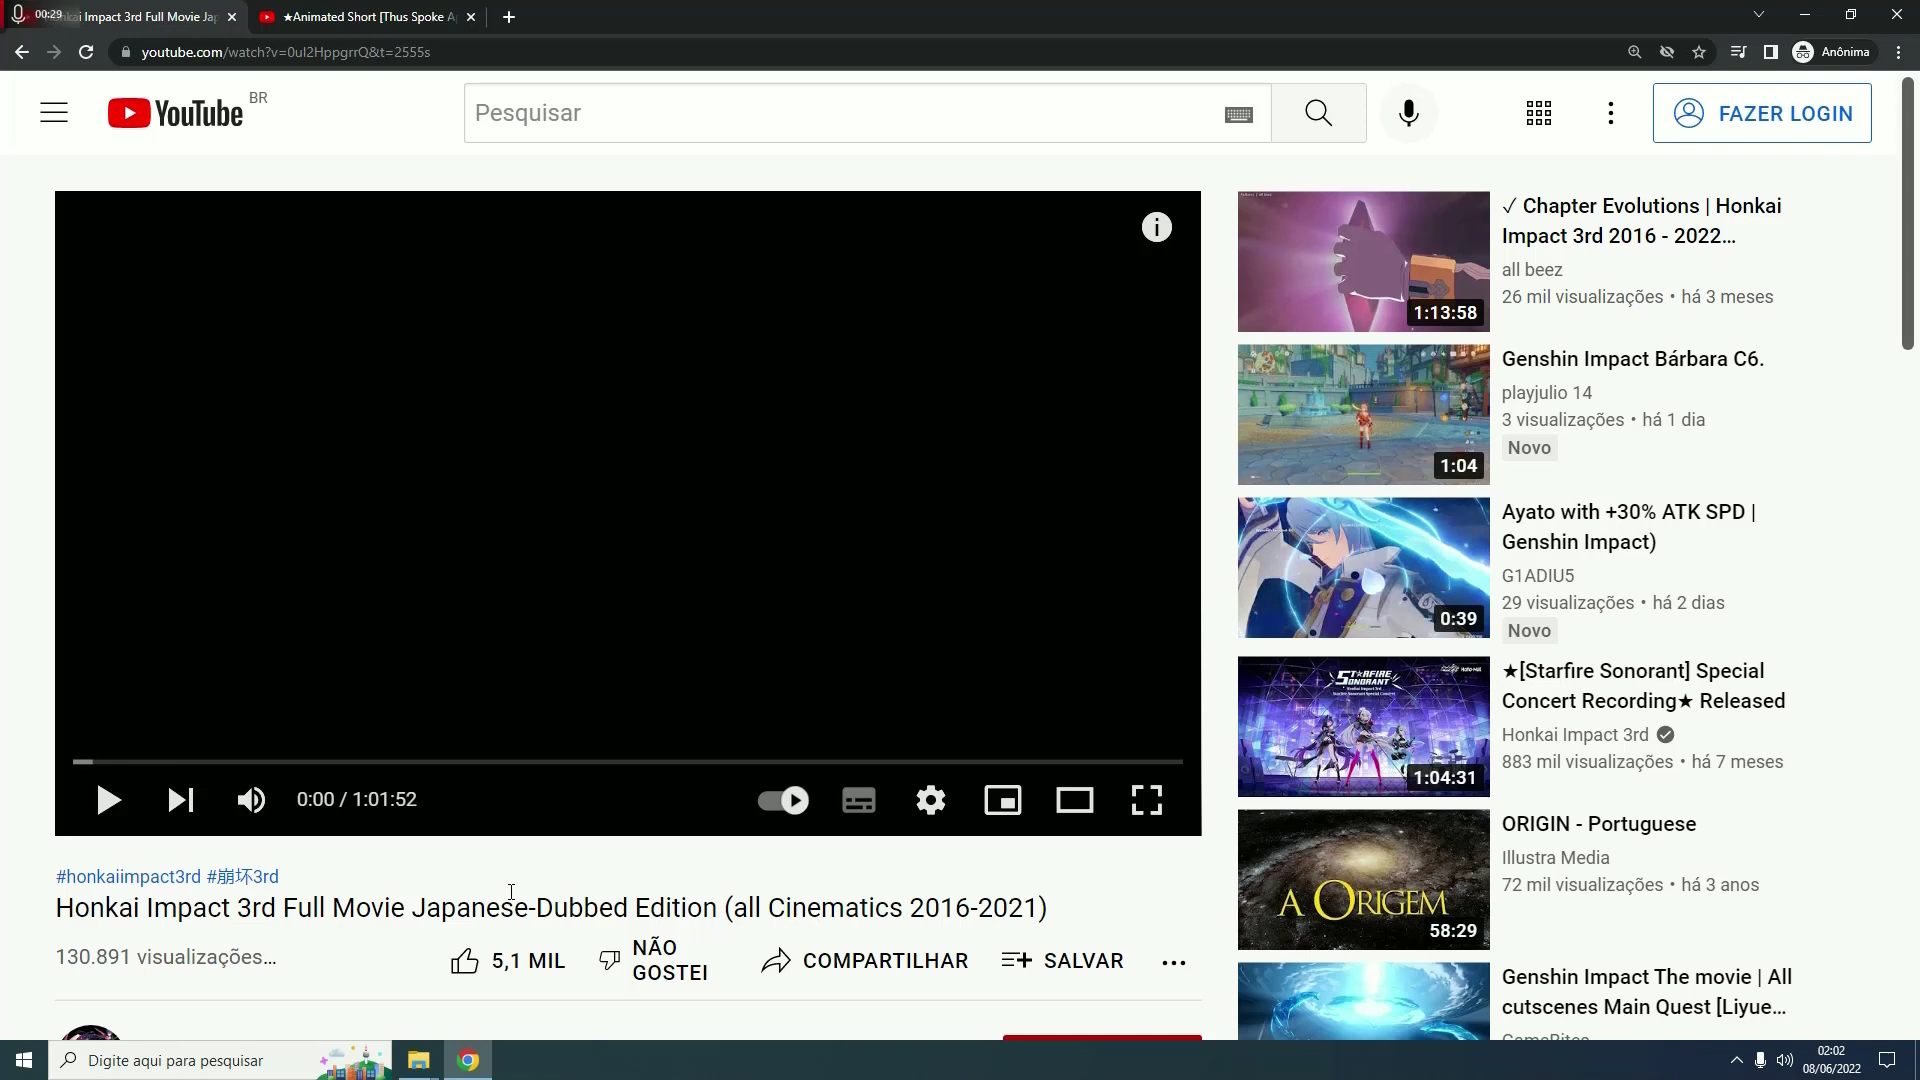 00:29
Honkai Impact 3rd Full Movie Jap
★Animated Short [Thus Spoke Ap
youtube.com/watch?v=0ul2HppgrrQ&t=2555s
Anônima
YouTube
BR
Pesquisar
FAZER LOGIN
0:00 / 1:01:52
#honkaiimpact3rd #崩坏3rd
Honkai Impact 3rd Full Movie Japanese-Dubbed Edition (all Cinematics 2016-2021)
130.891 visualizações...
5,1 MIL
NÃO
GOSTEI
COMPARTILHAR
SALVAR
1:13:58
✓ Chapter Evolutions | Honkai
Impact 3rd 2016 - 2022...
all beez
26 mil visualizações • há 3 meses
1:04
Genshin Impact Bárbara C6.
playjulio 14
3 visualizações • há 1 dia
Novo
0:39
Ayato with +30% ATK SPD |
Genshin Impact)
G1ADIU5
29 visualizações • há 2 dias
Novo
STARFIRE
SONORANT
1:04:31
★[Starfire Sonorant] Special
Concert Recording★ Released
Honkai Impact 3rd
883 mil visualizações • há 7 meses
A ORIGEM
58:29
ORIGIN - Portuguese
Illustra Media
72 mil visualizações • há 3 anos
Genshin Impact The movie | All
cutscenes Main Quest [Liyue...
Digite aqui para pesquisar
02:02
08/06/2022